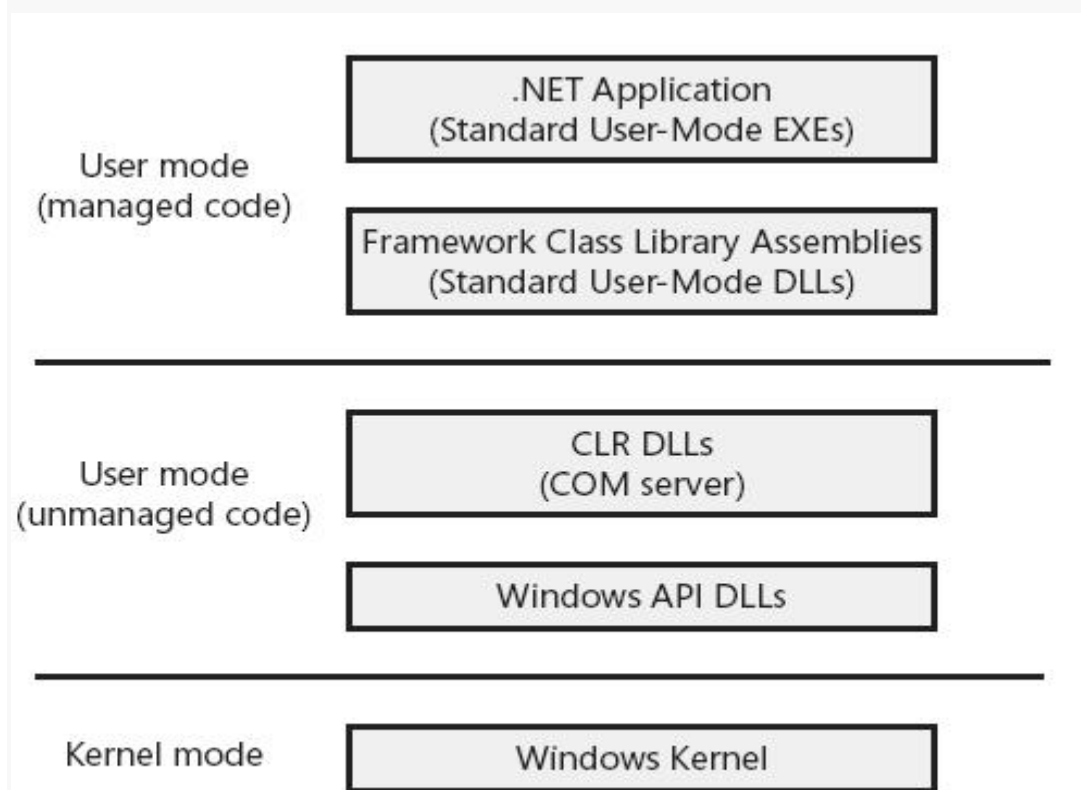 .NET Application
(Standard User-Mode EXEs)
User mode
(managed code)
Framework Class Library Assemblies
(Standard User-Mode DLLs)
CLR DLLs
(COM server)
User mode
(unmanaged code)
Windows API DLLs
Kernel mode
Windows Kernel